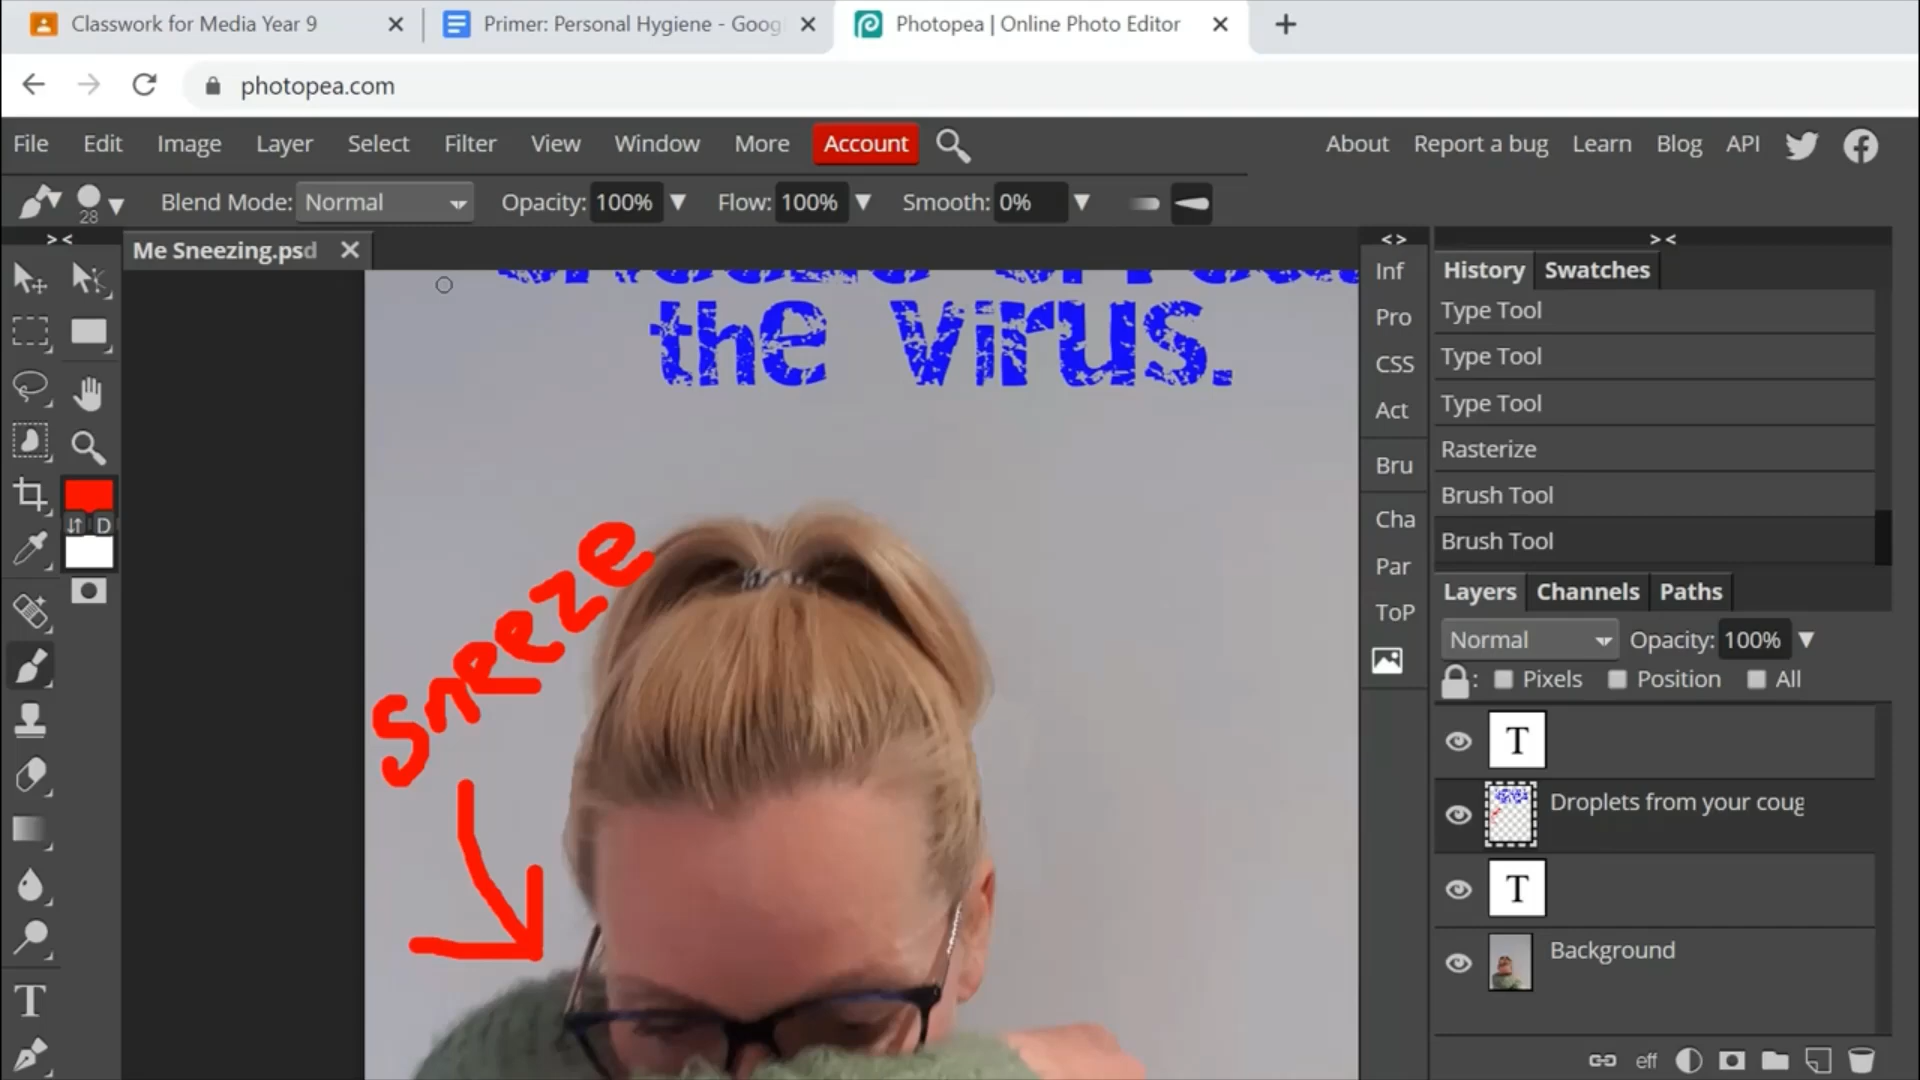 Classwork for Media Year 9
Primer: Personal Hygiene - Goog
Photopea | Online Photo Editor
photopea.com
File Edit Image Layer Select Filter View Window More Account
About Report a bug Learn Blog API
28 Blend Mode: Normal Opacity: 100% Flow: 100% Smooth: 0%
Me Sneezing.psd
the virus.
sneeze
D
T
Inf
Pro
CSS
Act
Bru
Cha
Par
ToP
History Swatches
Type Tool
Type Tool
Type Tool
Rasterize
Brush Tool
Brush Tool
Layers Channels Paths
Normal Opacity: 100%
: Pixels Position All
T
Droplets from your coug
T
Background
eff